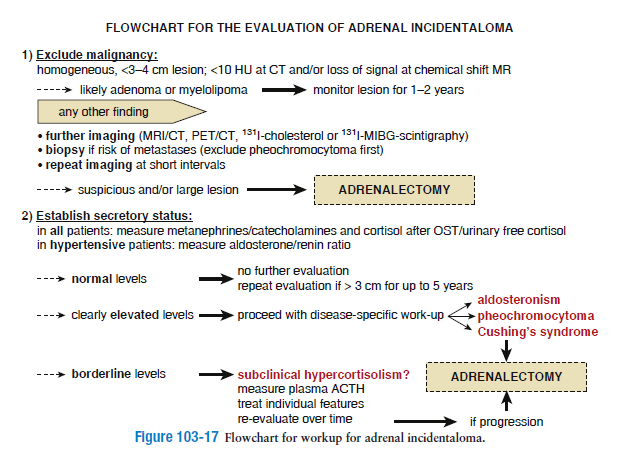 FLOWCHART FOR THE EVALUATION OF ADRENAL INCIDENTALOMA
1) Exclude malignancy:
homogeneous, <3–4 cm lesion; <10 HU at CT and/or loss of signal at chemical shift MR
likely adenoma or myelolipoma monitor lesion for 1–2 years
any other finding
• further imaging (MRI/CT, PET/CT, ¹³¹I-cholesterol or ¹³¹I-MIBG-scintigraphy)
• biopsy if risk of metastases (exclude pheochromocytoma first)
• repeat imaging at short intervals
suspicious and/or large lesion ADRENALECTOMY
2) Establish secretory status:
in all patients: measure metanephrines/catecholamines and cortisol after OST/urinary free cortisol
in hypertensive patients: measure aldosterone/renin ratio
normal levels no further evaluation
repeat evaluation if > 3 cm for up to 5 years
clearly elevated levels proceed with disease-specific work-up
aldosteronism
pheochromocytoma
Cushing's syndrome
borderline levels subclinical hypercortisolism?
measure plasma ACTH
treat individual features
re-evaluate over time
ADRENALECTOMY
if progression
Figure 103-17 Flowchart for workup for adrenal incidentaloma.